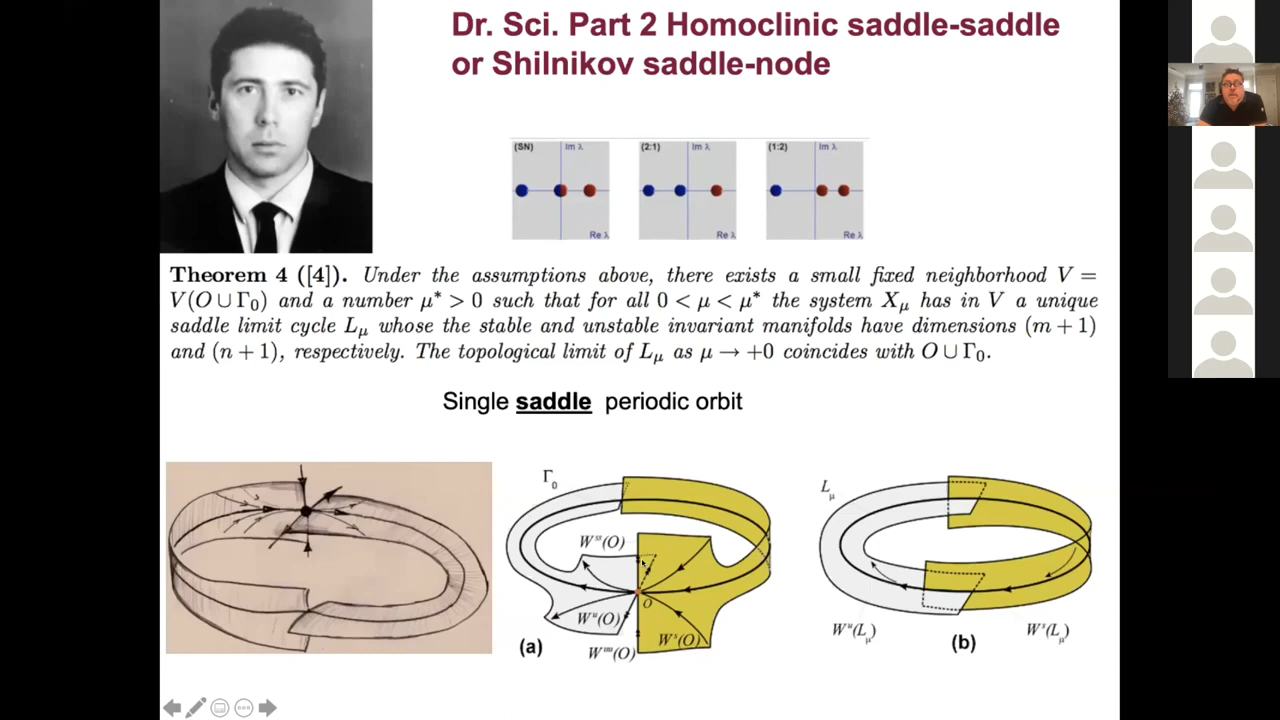 Dr. Sci. Part 2 Homoclinic saddle-saddle
or Shilnikov saddle-node
(SN) Im λ
Re λ
(2:1) Im λ
Re λ
(1:2) Im λ
Re λ
Theorem 4 ([4]). Under the assumptions above, there exists a small fixed neighborhood V =
V(O ∪ Γ₀) and a number μ* > 0 such that for all 0 < μ < μ* the system Xμ has in V a unique
saddle limit cycle Lμ whose the stable and unstable invariant manifolds have dimensions (m + 1)
and (n + 1), respectively. The topological limit of Lμ as μ → +0 coincides with O ∪ Γ₀.
Single saddle periodic orbit
Γ₀
Wˢˢ(O)
O
Wᵘ(O)
Wˢ(O)
Wᵘᵘ(O)
(a)
Lμ
Wᵘ(Lμ)
Wˢ(Lμ)
(b)